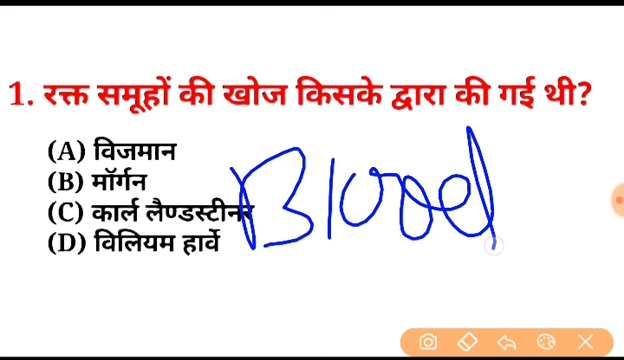 1. रक्त समूहों की खोज किसके द्वारा की गई थी?
(A) विजमान
(B) मॉर्गन
(C) कार्ल लैण्डस्टीनर
(D) विलियम हार्वे
Blood